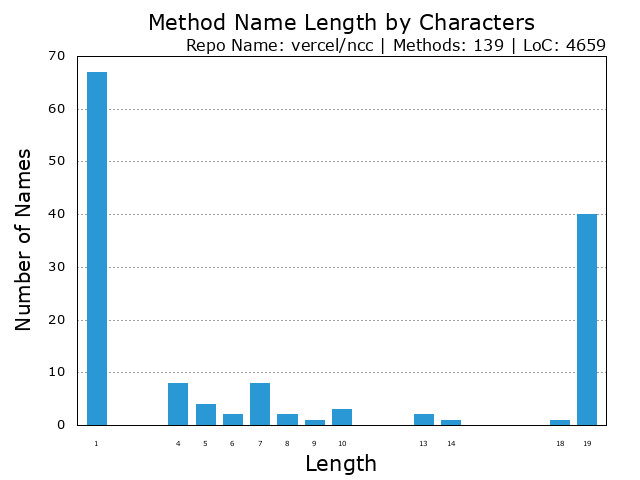 Method Name Length by Characters
Repo Name: vercel/ncc | Methods: 139 | LoC: 4659
70
60
50
40
30
20
10
0
Number of Names
1 4 5 6 7 8 9 10 13 14 18 19
Length